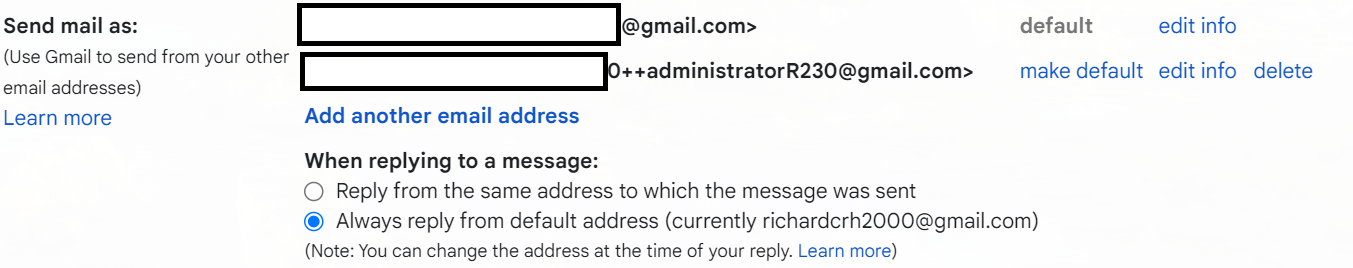 Send mail as:
(Use Gmail to send from your other
email addresses)
Learn more
@gmail.com> default edit info
0++administratorR230@gmail.com> make default edit info delete
Add another email address
When replying to a message:
Reply from the same address to which the message was sent
Always reply from default address (currently richardcrh2000@gmail.com)
(Note: You can change the address at the time of your reply. Learn more)